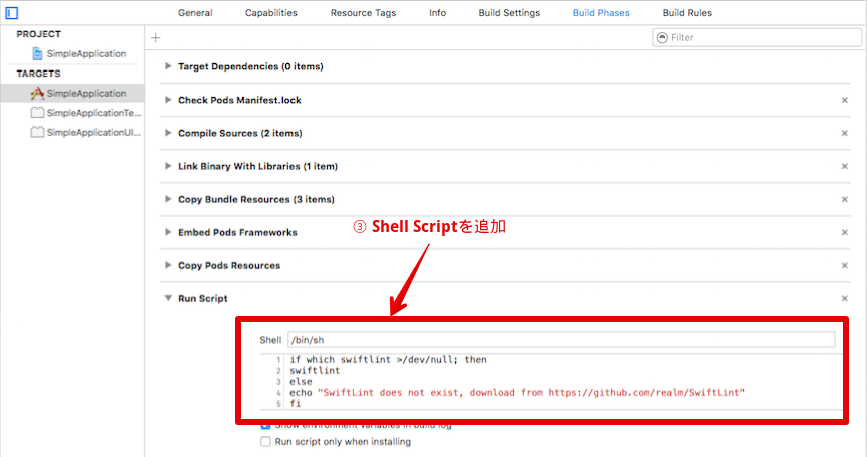 General Capabilities Resource Tags Info Build Settings Build Phases Build Rules
PROJECT
SimpleApplication
TARGETS
SimpleApplication
SimpleApplicationTe...
SimpleApplicationUI...
+ Filter
Target Dependencies (0 items)
Check Pods Manifest.lock
Compile Sources (2 items)
Link Binary With Libraries (1 item)
Copy Bundle Resources (3 items)
③ Shell Scriptを追加
Embed Pods Frameworks
Copy Pods Resources
Run Script
Shell /bin/sh
1 if which swiftlint >/dev/null; then
2 swiftlint
3 else
4 echo "SwiftLint does not exist, download from https://github.com/realm/SwiftLint"
5 fi
Show environment variables in build log
Run script only when installing